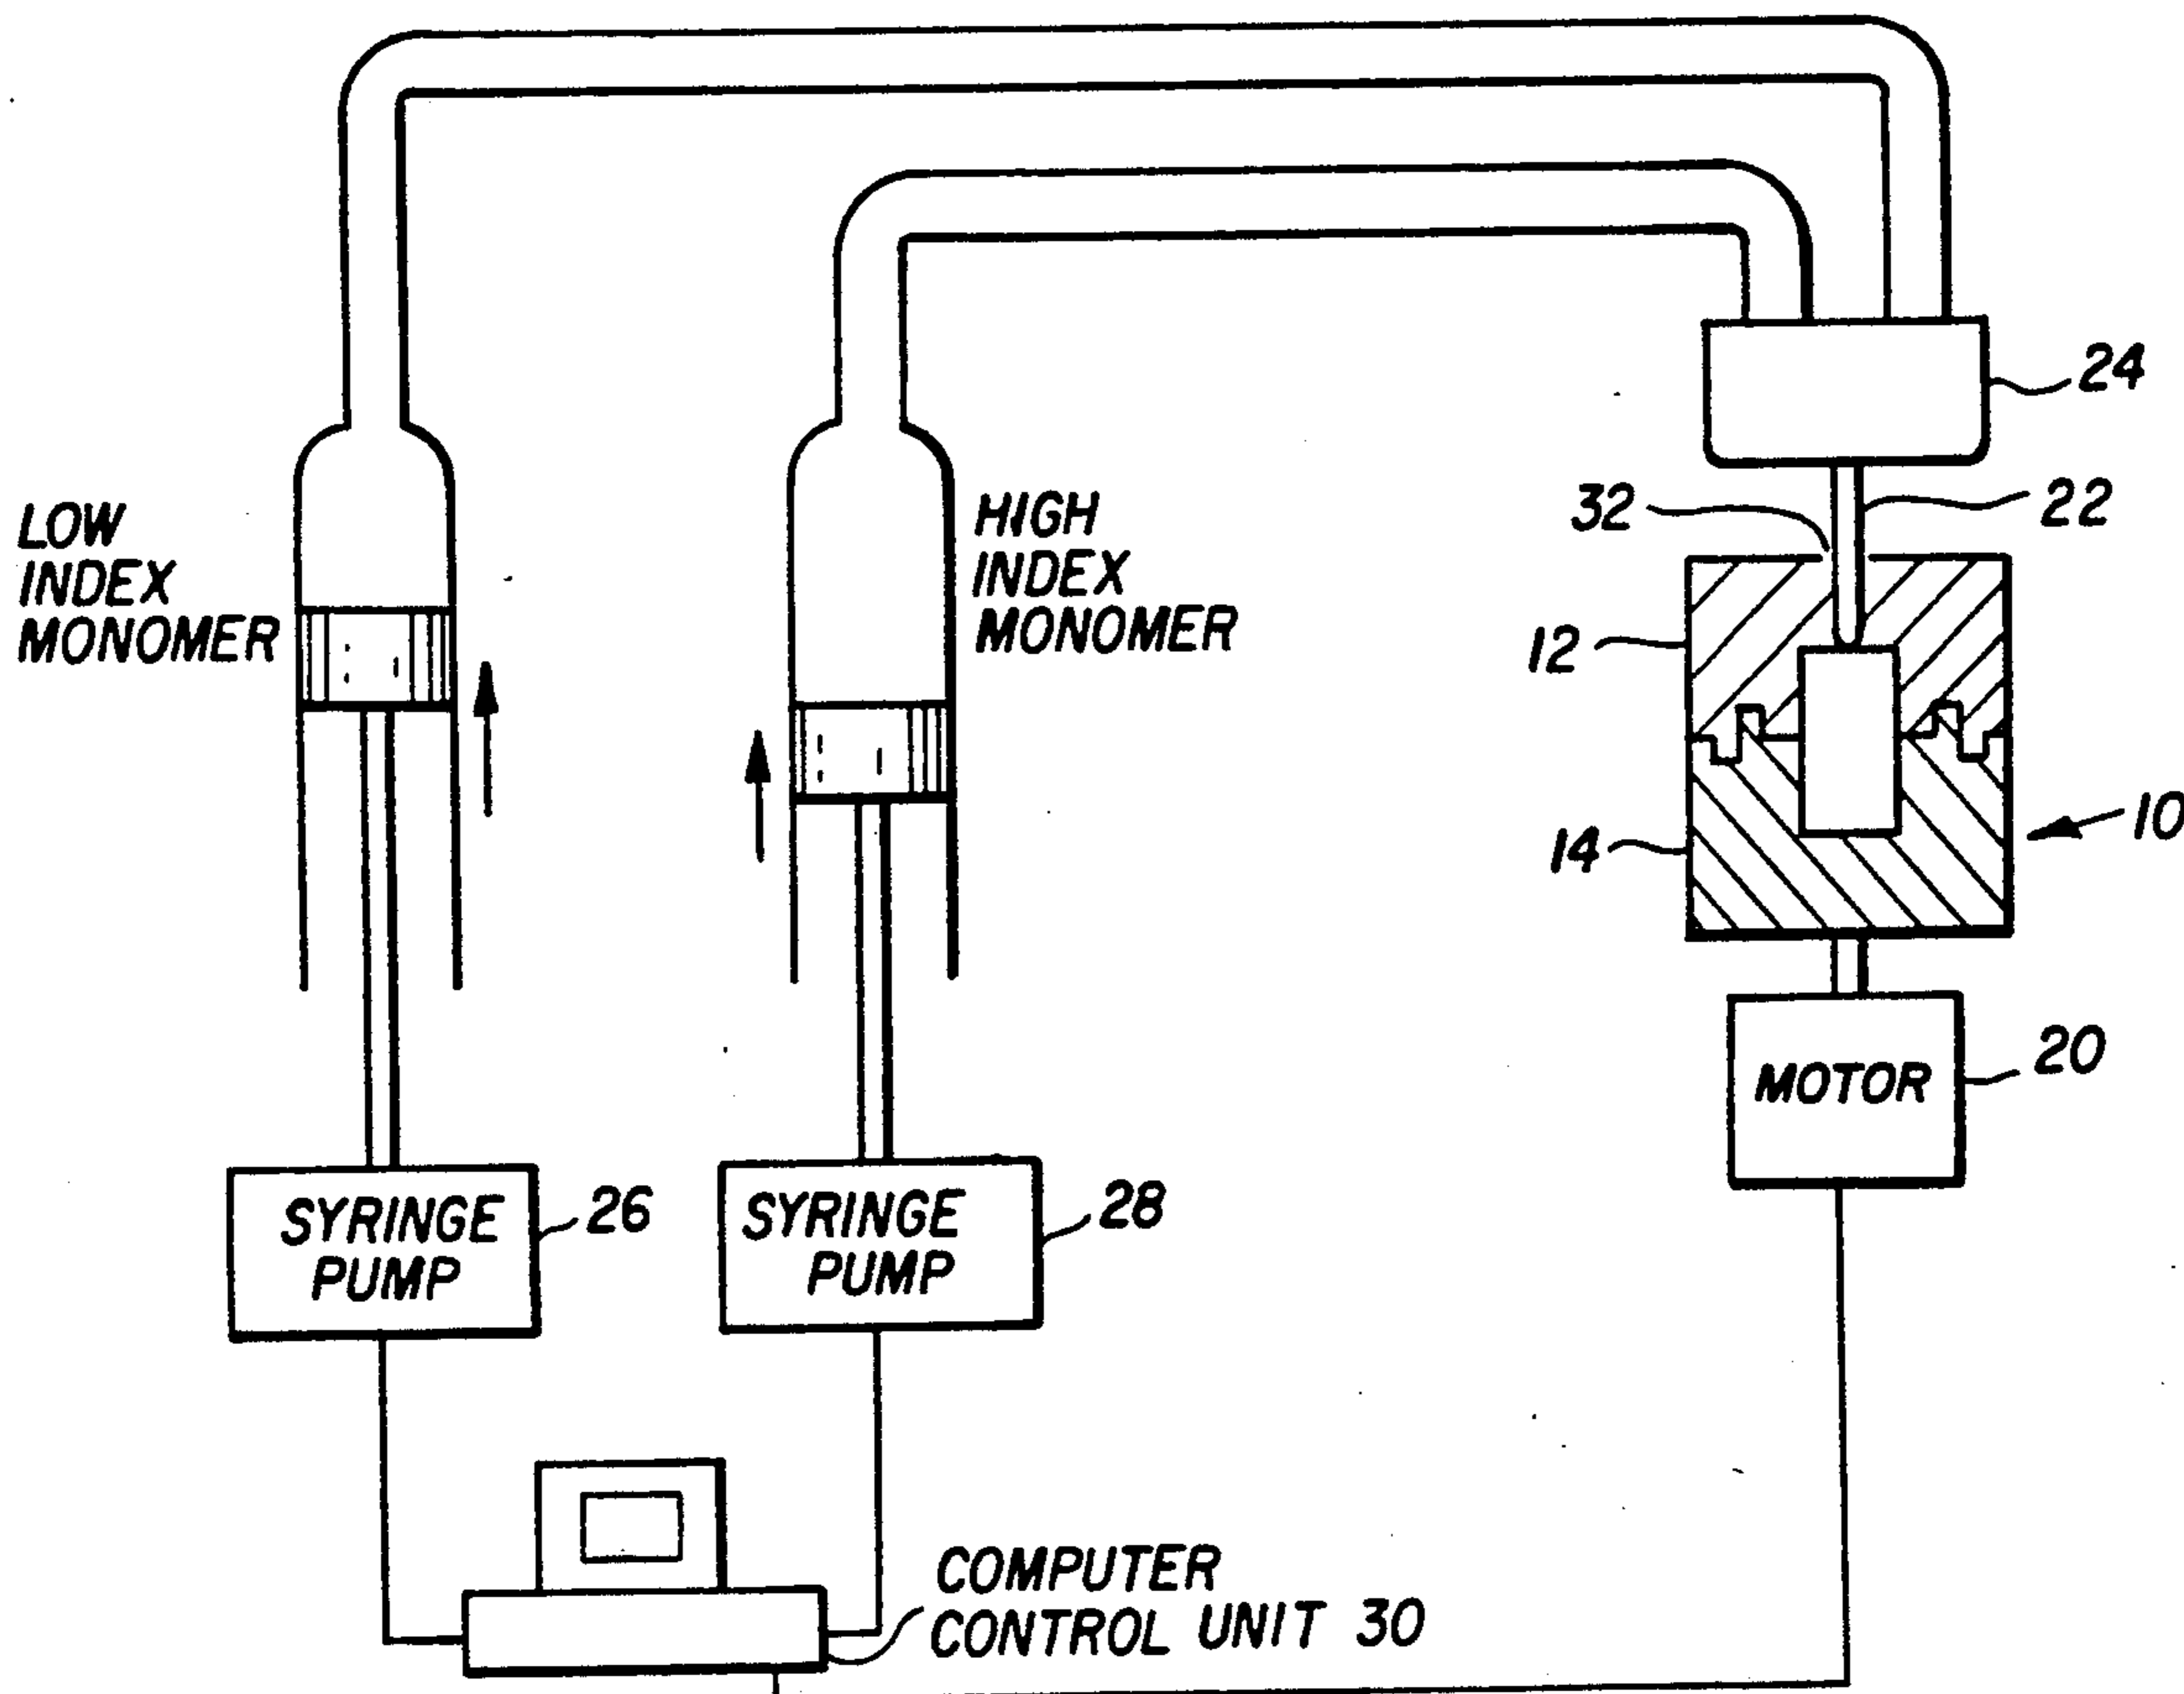 24
32
22
LOW
INDEX
MONOMER
HIGH
INDEX
MONOMER
12
14
10
MOTOR
20
SYRINGE
PUMP
26
SYRINGE
PUMP
28
COMPUTER
CONTROL UNIT 30